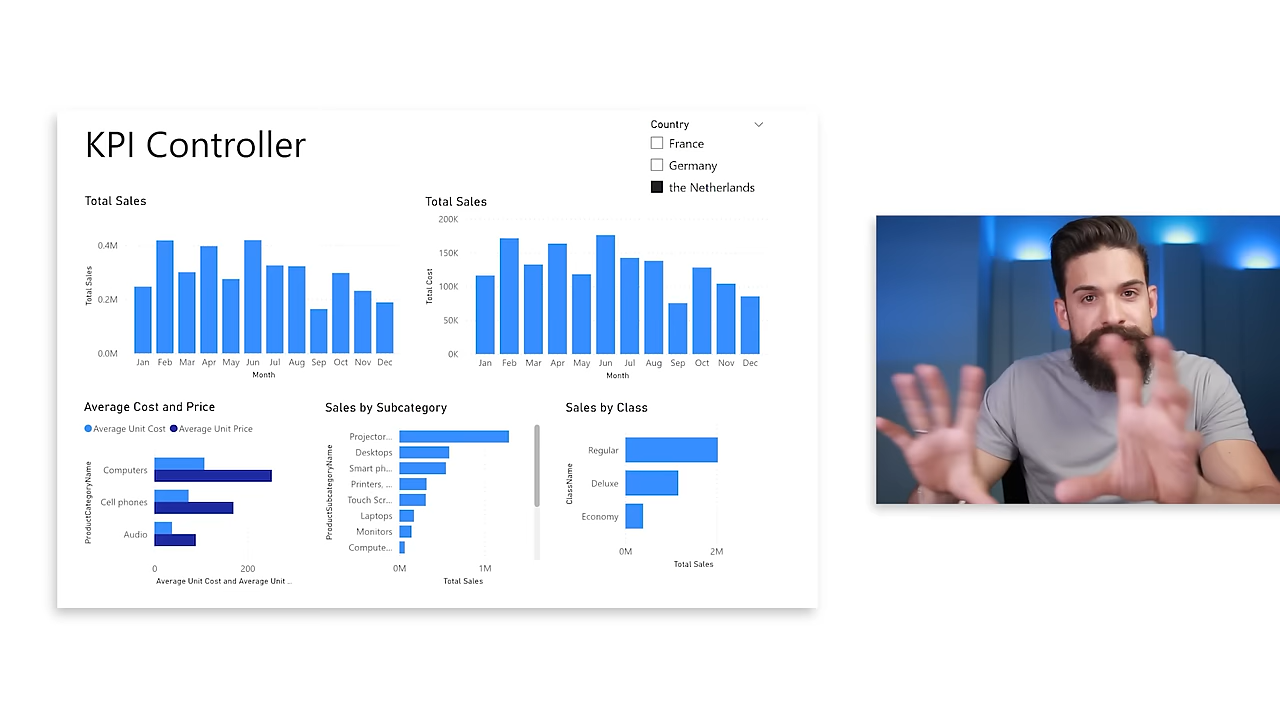 KPI Controller
Country
France
Germany
the Netherlands
Total Sales
0.4M
0.2M
0.0M
Total Sales
Jan Feb Mar Apr May Jun Jul Aug Sep Oct Nov Dec
Month
Total Sales
200K
150K
100K
50K
0K
Total Cost
Jan Feb Mar Apr May Jun Jul Aug Sep Oct Nov Dec
Month
Average Cost and Price
Average Unit Cost Average Unit Price
ProductCategoryName
Computers
Cell phones
Audio
0 200
Average Unit Cost and Average Unit ...
Sales by Subcategory
ProductSubcategoryName
Projector...
Desktops
Smart ph...
Printers, ...
Touch Scr...
Laptops
Monitors
Compute...
0M 1M
Total Sales
Sales by Class
ClassName
Regular
Deluxe
Economy
0M 2M
Total Sales